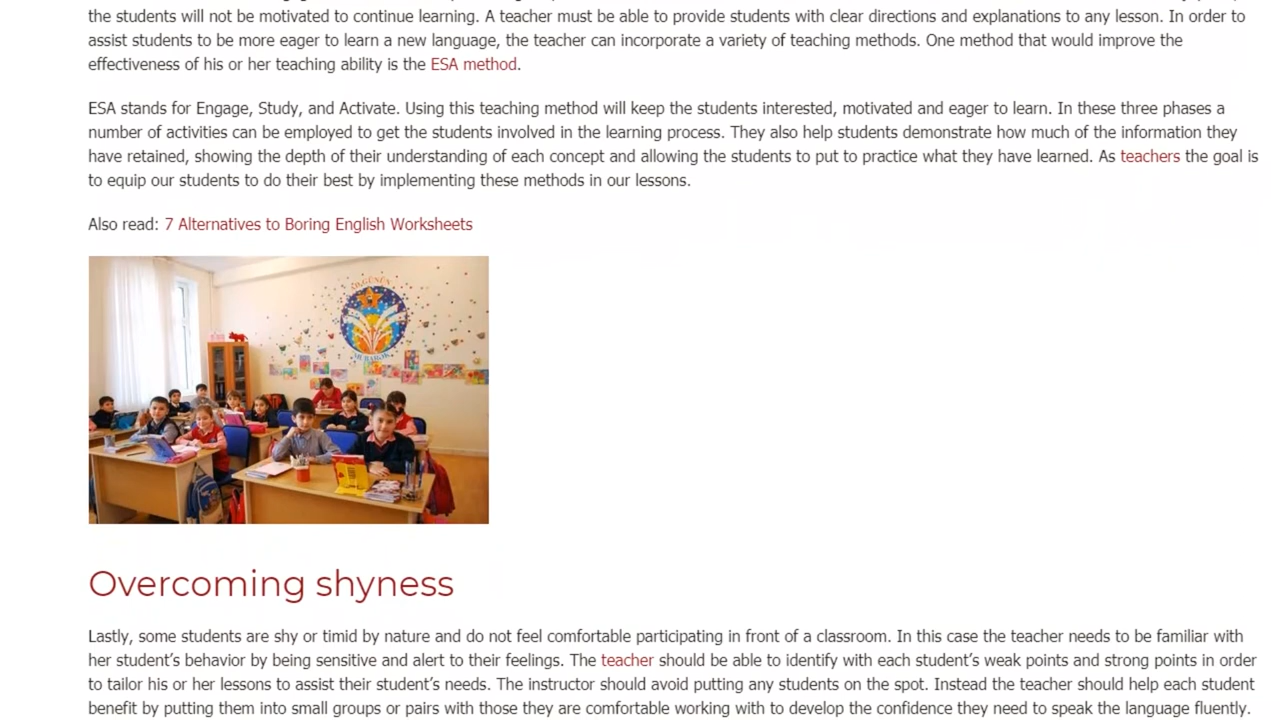 the students will not be motivated to continue learning. A teacher must be able to provide students with clear directions and explanations to any lesson. In order to
assist students to be more eager to learn a new language, the teacher can incorporate a variety of teaching methods. One method that would improve the
effectiveness of his or her teaching ability is the ESA method.
ESA stands for Engage, Study, and Activate. Using this teaching method will keep the students interested, motivated and eager to learn. In these three phases a
number of activities can be employed to get the students involved in the learning process. They also help students demonstrate how much of the information they
have retained, showing the depth of their understanding of each concept and allowing the students to put to practice what they have learned. As teachers the goal is
to equip our students to do their best by implementing these methods in our lessons.
Also read: 7 Alternatives to Boring English Worksheets
Overcoming shyness
Lastly, some students are shy or timid by nature and do not feel comfortable participating in front of a classroom. In this case the teacher needs to be familiar with
her student's behavior by being sensitive and alert to their feelings. The teacher should be able to identify with each student's weak points and strong points in order
to tailor his or her lessons to assist their student's needs. The instructor should avoid putting any students on the spot. Instead the teacher should help each student
benefit by putting them into small groups or pairs with those they are comfortable working with to develop the confidence they need to speak the language fluently.